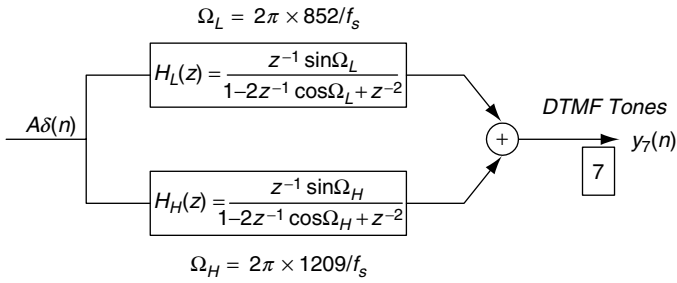 Ω_L = 2π × 852/f_s
H_L(z) = z⁻¹ sinΩ_L / 1–2z⁻¹ cosΩ_L + z⁻²
Aδ(n)
+
DTMF Tones
y₇(n)
7
H_H(z) = z⁻¹ sinΩ_H / 1–2z⁻¹ cosΩ_H + z⁻²
Ω_H = 2π × 1209/f_s